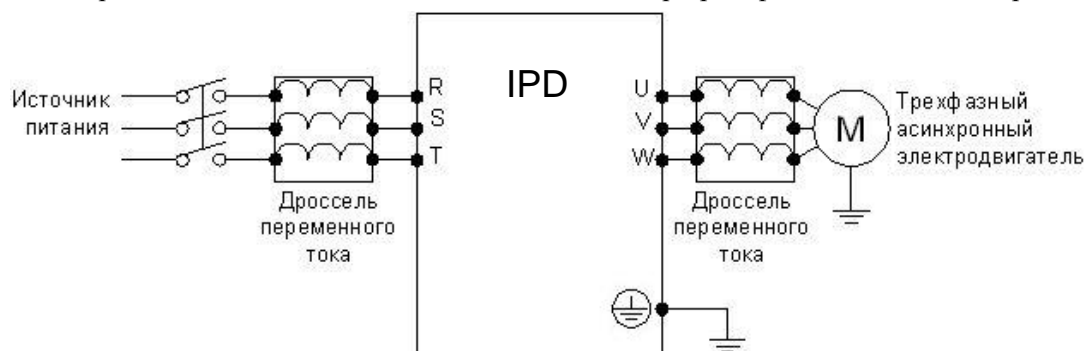 IPD
Источник
питания
R
S
T
Дроссель
переменного
тока
U
V
W
Дроссель
переменного
тока
M
Трехфазный
асинхронный
электродвигатель